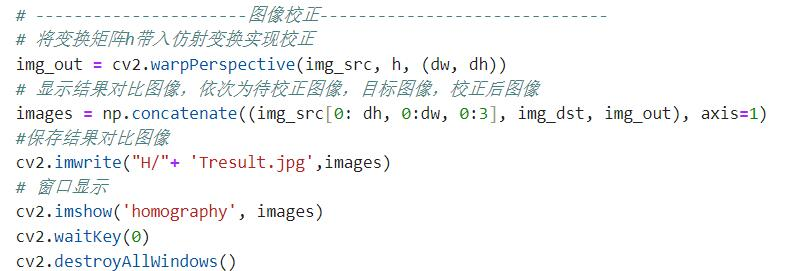 # -----------------------图像校正-------------------------------
# 将变换矩阵h带入仿射变换实现校正
img_out = cv2.warpPerspective(img_src, h, (dw, dh))
# 显示结果对比图像，依次为待校正图像，目标图像，校正后图像
images = np.concatenate((img_src[0: dh, 0:dw, 0:3], img_dst, img_out), axis=1)
#保存结果对比图像
cv2.imwrite("H/"+ 'Tresult.jpg',images)
# 窗口显示
cv2.imshow('homography', images)
cv2.waitKey(0)
cv2.destroyAllWindows()